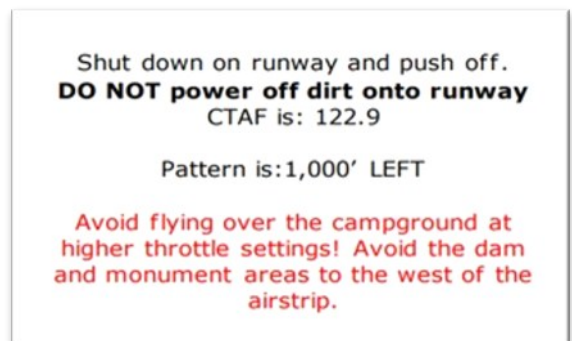 Shut down on runway and push off.
DO NOT power off dirt onto runway
CTAF is: 122.9
Pattern is:1,000’ LEFT
Avoid flying over the campground at
higher throttle settings! Avoid the dam
and monument areas to the west of the
airstrip.